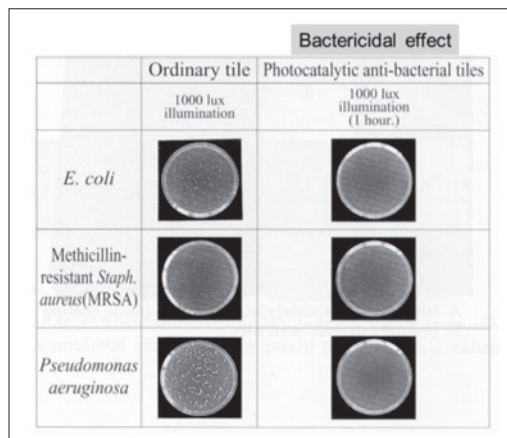 Bactericidal effect
Ordinary tile
Photocatalytic anti-bacterial tiles
1000 lux
illumination
1000 lux
illumination
(1 hour.)
E. coli
Methicillin-
resistant Staph.
aureus(MRSA)
Pseudomonas
aeruginosa